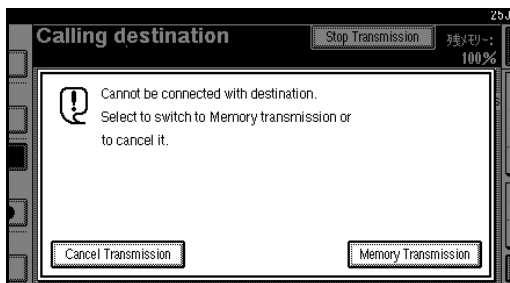 25J
Calling destination
Stop Transmission
残メモリー:
100%
Cannot be connected with destination.
Select to switch to Memory transmission or
to cancel it.
Cancel Transmission
Memory Transmission